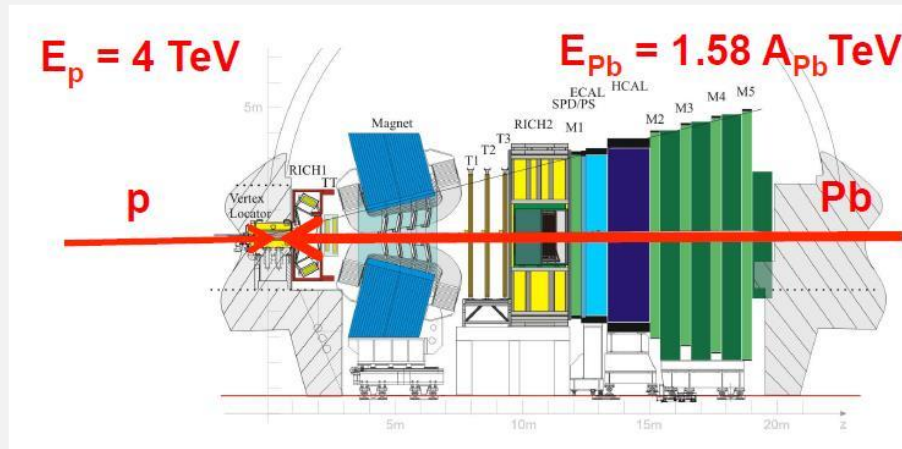 E_p = 4 TeV
E_Pb = 1.58 A_Pb TeV
HCAL
ECAL
SPD/PS
M5
M4
M3
M2
M1
5m
Magnet
RICH2
T3
T2
T1
RICH1
TT
p
Vertex
Locator
Pb
5m
10m
15m
20m
z